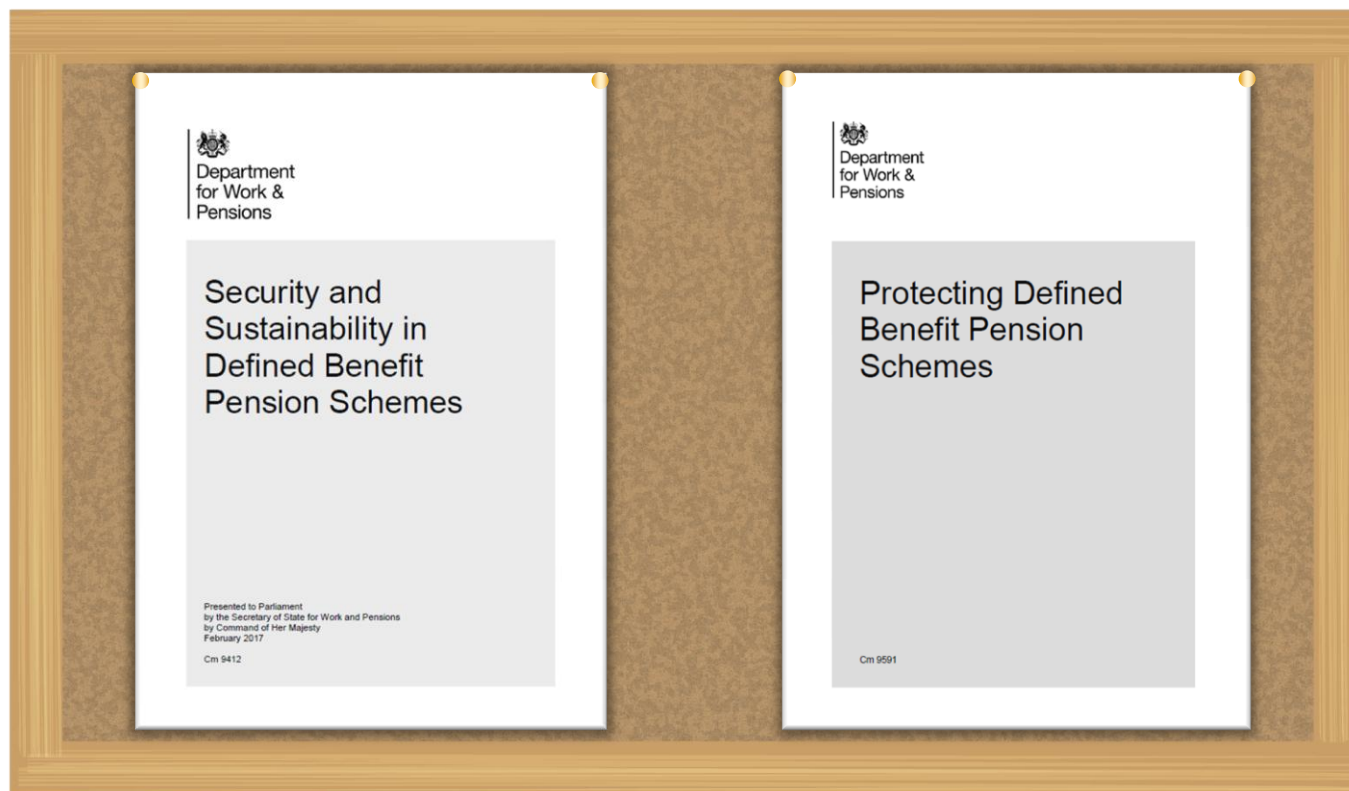 Department
for Work &
Pensions
Security and
Sustainability in
Defined Benefit
Pension Schemes
Presented to Parliament
by the Secretary of State for Work and Pensions
by Command of Her Majesty
February 2017
Cm 9412
Department
for Work &
Pensions
Protecting Defined
Benefit Pension
Schemes
Cm 9591